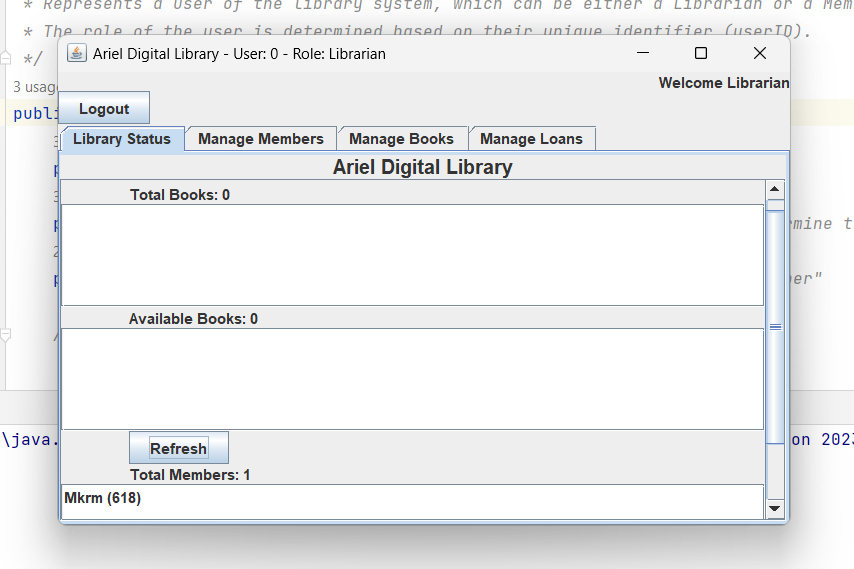 * Represents a User of the library system, which can be either a Librarian or a Mem
* The role of the user is determined based on their unique identifier (userID).
*/
Ariel Digital Library - User: 0 - Role: Librarian
3 usag
Welcome Librarian
Logout
publi
Library Status
Manage Members
Manage Books
Manage Loans
Ariel Digital Library
Total Books: 0
rmine t
ber"
Available Books: 0
\java.
on 2023
Refresh
Total Members: 1
Mkrm (618)